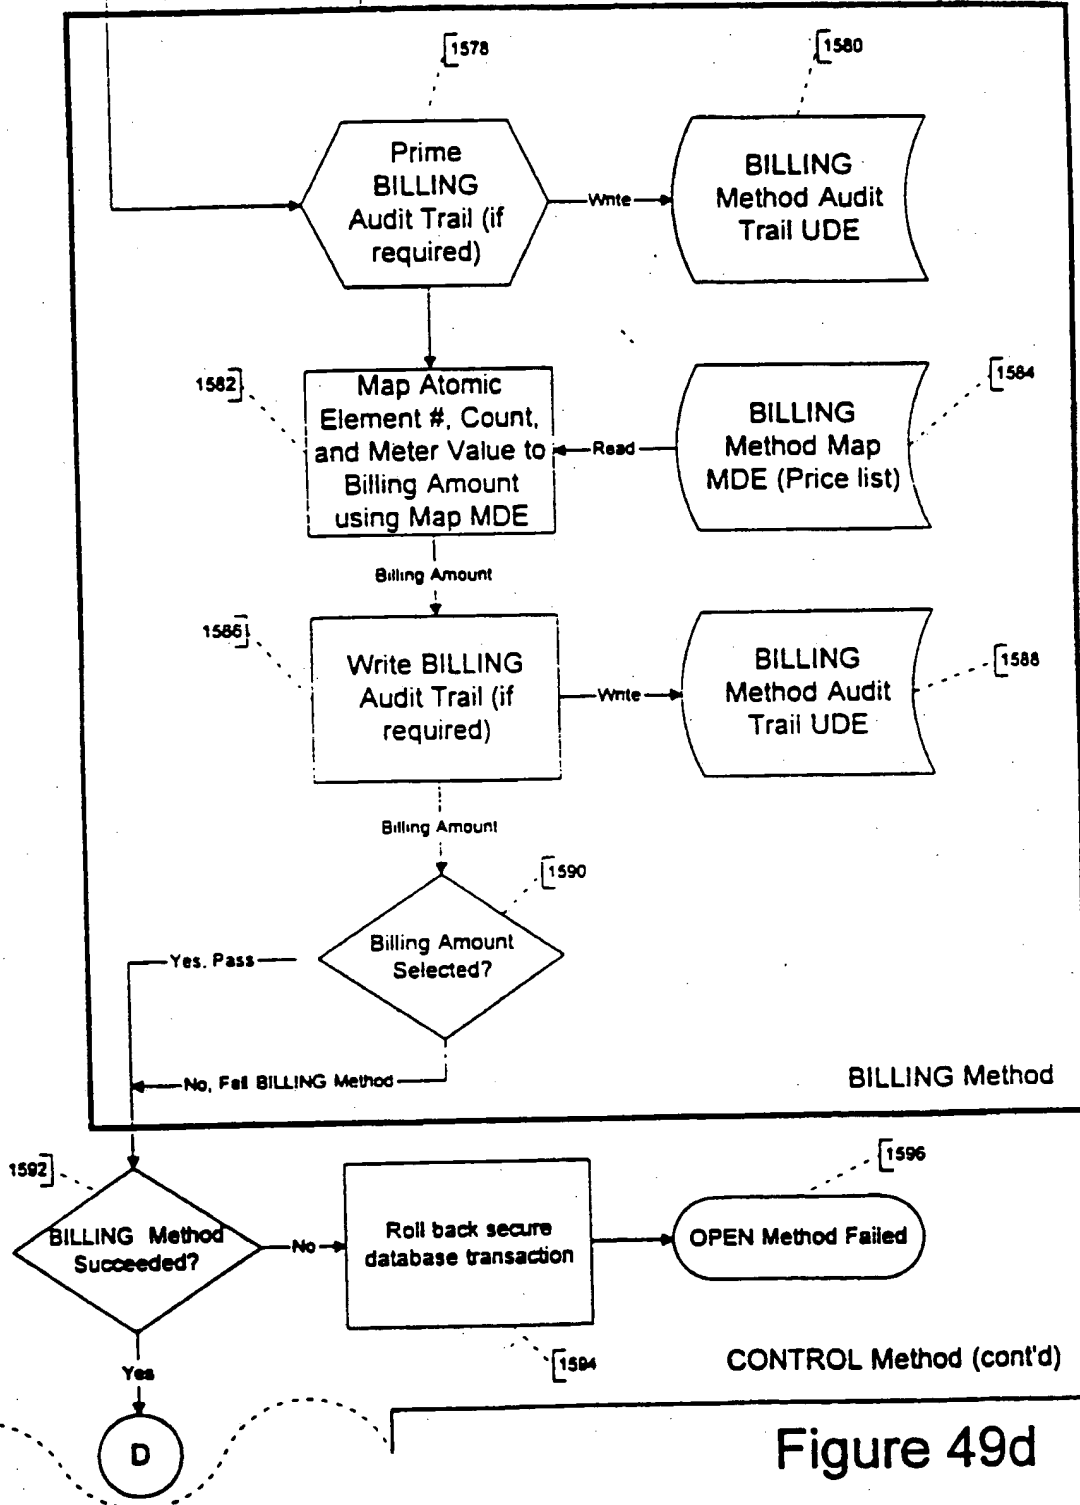 1578
1580
Prime
BILLING
Audit Trail (if
required)
Write
BILLING
Method Audit
Trail UDE
1582
Map Atomic
Element #, Count,
and Meter Value to
Billing Amount
using Map MDE
Read
BILLING
Method Map
MDE (Price list)
1584
Billing Amount
1586
Write BILLING
Audit Trail (if
required)
Write
BILLING
Method Audit
Trail UDE
1588
Billing Amount
1590
Billing Amount
Selected?
Yes, Pass
No, Fail BILLING Method
BILLING Method
1592
BILLING Method
Succeeded?
No
Roll back secure
database transaction
1594
OPEN Method Failed
1596
Yes
CONTROL Method (cont'd)
D
Figure 49d